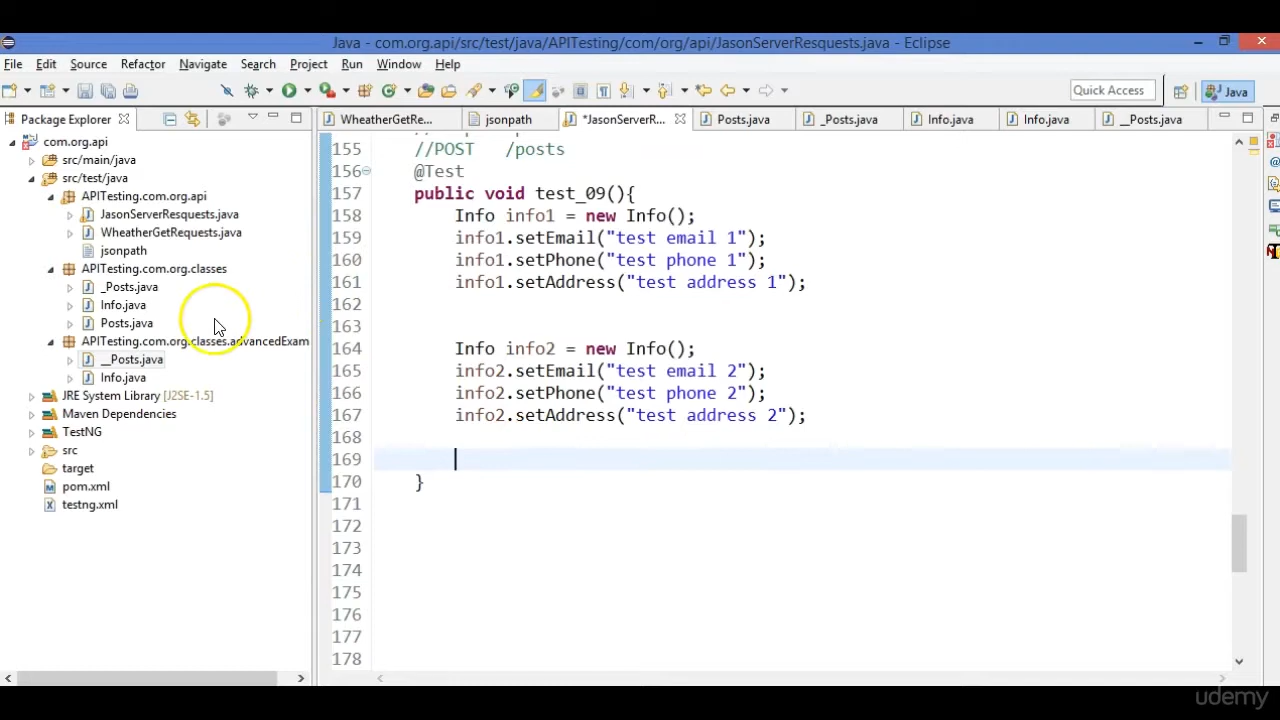 Java - com.org.api/src/test/java/APITesting/com/org/api/JasonServerResquests.java - Eclipse
File Edit Source Refactor Navigate Search Project Run Window Help
Quick Access Java
Package Explorer
com.org.api
src/main/java
src/test/java
APITesting.com.org.api
JasonServerResquests.java
WheatherGetRequests.java
jsonpath
APITesting.com.org.classes
_Posts.java
Info.java
Posts.java
APITesting.com.org.classes.advancedExam
__Posts.java
Info.java
JRE System Library [J2SE-1.5]
Maven Dependencies
TestNG
src
target
pom.xml
testng.xml
WheatherGetRe... jsonpath *JasonServerR... Posts.java _Posts.java Info.java Info.java __Posts.java
155 //POST /posts
156 @Test
157 public void test_09(){
158 Info info1 = new Info();
159 info1.setEmail("test email 1");
160 info1.setPhone("test phone 1");
161 info1.setAddress("test address 1");
162
163
164 Info info2 = new Info();
165 info2.setEmail("test email 2");
166 info2.setPhone("test phone 2");
167 info2.setAddress("test address 2");
168
169
170 }
171
172
173
174
175
176
177
178
udemy